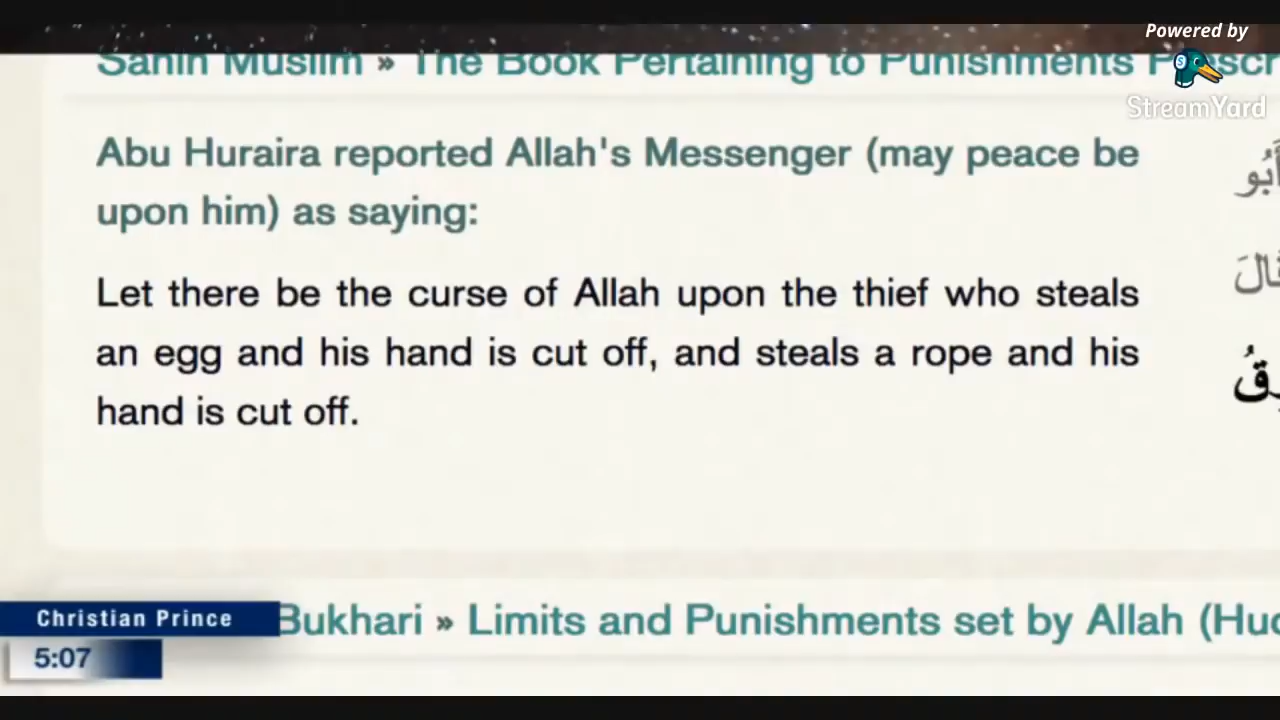 Powered by
StreamYard
Sahih Muslim » The Book Pertaining to Punishments
Abu Huraira reported Allah's Messenger (may peace be
upon him) as saying:
Let there be the curse of Allah upon the thief who steals
an egg and his hand is cut off, and steals a rope and his
hand is cut off.
Bukhari » Limits and Punishments set by Allah
Christian Prince
5:07